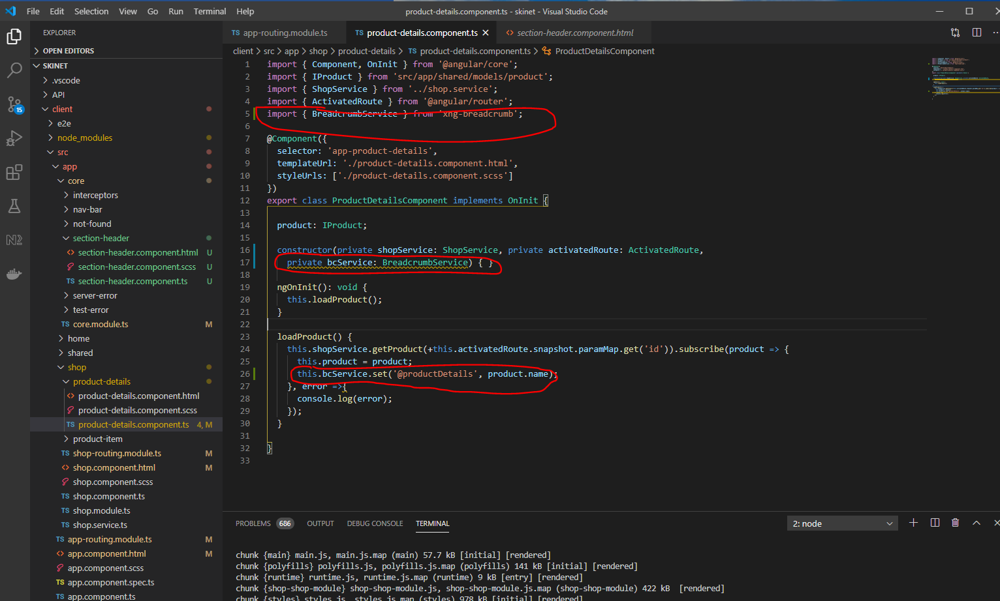 File Edit Selection View Go Run Terminal Help
product-details.component.ts - skinet - Visual Studio Code
EXPLORER
OPEN EDITORS
SKINET
.vscode
API
client
e2e
node_modules
src
app
core
interceptors
nav-bar
not-found
section-header
section-header.component.html U
section-header.component.scss U
TS section-header.component.ts U
server-error
test-error
TS core.module.ts M
home
shared
shop
product-details
product-details.component.html
product-details.component.scss
TS product-details.component.ts 4, M
product-item
TS shop-routing.module.ts M
shop.component.html M
shop.component.scss
TS shop.component.ts
TS shop.module.ts
TS shop.service.ts
TS app-routing.module.ts M
app.component.html M
app.component.scss
TS app.component.spec.ts
TS app.component.ts
15
TS app-routing.module.ts
TS product-details.component.ts
section-header.component.html
client > src > app > shop > product-details > TS product-details.component.ts > ProductDetailsComponent
1 import { Component, OnInit } from '@angular/core';
2 import { IProduct } from 'src/app/shared/models/product';
3 import { ShopService } from '../shop.service';
4 import { ActivatedRoute } from '@angular/router';
5 import { BreadcrumbService } from 'xng-breadcrumb';
6
7 @Component({
8 selector: 'app-product-details',
9 templateUrl: './product-details.component.html',
10 styleUrls: ['./product-details.component.scss']
11 })
12 export class ProductDetailsComponent implements OnInit {
13
14 product: IProduct;
15
16 constructor(private shopService: ShopService, private activatedRoute: ActivatedRoute,
17 private bcService: BreadcrumbService) { }
18
19 ngOnInit(): void {
20 this.loadProduct();
21 }
22
23 loadProduct() {
24 this.shopService.getProduct(+this.activatedRoute.snapshot.paramMap.get('id')).subscribe(product => {
25 this.product = product;
26 this.bcService.set('@productDetails', product.name);
27 }, error =>{
28 console.log(error);
29 });
30 }
31
32 }
33
PROBLEMS 686 OUTPUT DEBUG CONSOLE TERMINAL
2: node
chunk {main} main.js, main.js.map (main) 57.7 kB [initial] [rendered]
chunk {polyfills} polyfills.js, polyfills.js.map (polyfills) 141 kB [initial] [rendered]
chunk {runtime} runtime.js, runtime.js.map (runtime) 9 kB [entry] [rendered]
chunk {shop-shop-module} shop-shop-module.js, shop-shop-module.js.map (shop-shop-module) 422 kB [rendered]
chunk {styles} styles.js, styles.js.map (styles) 978 kB [initial] [rendered]